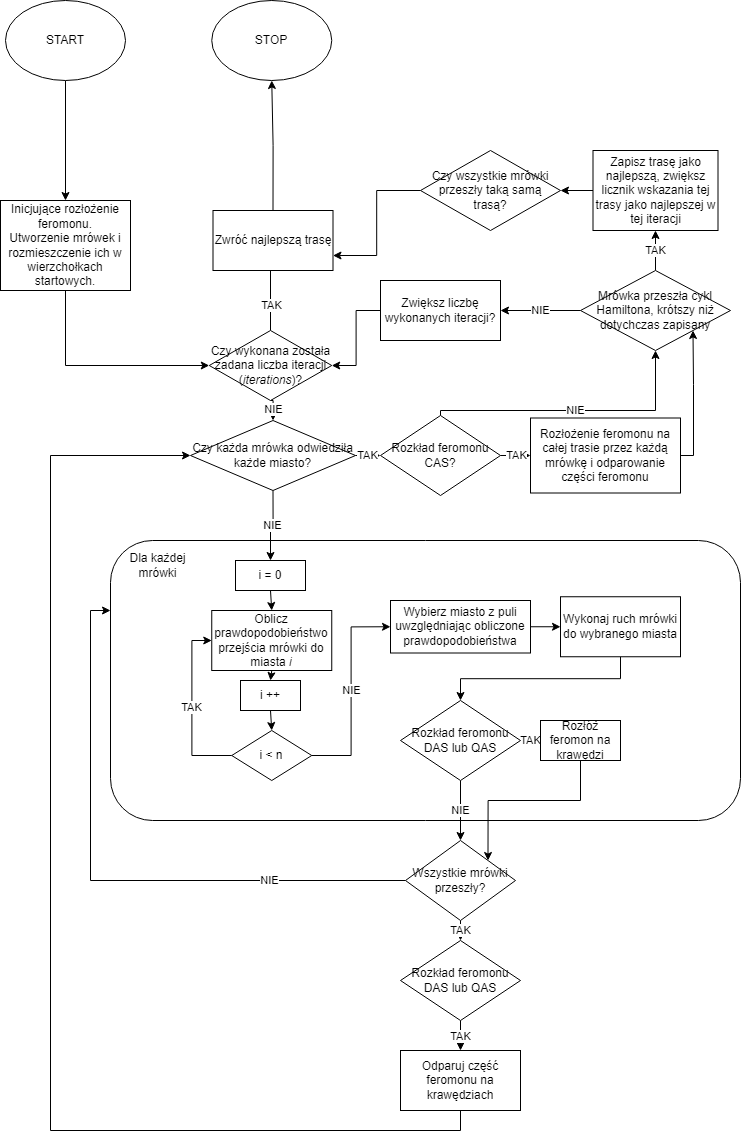 START
STOP
Inicjujące rozłożenie
feromonu.
Utworzenie mrówek i
rozmieszczenie ich w
wierzchołkach
startowych.
Zwróć najlepszą trasę
Czy wszystkie mrówki
przeszły taką samą
trasą?
Zapisz trasę jako
najlepszą, zwiększ
licznik wskazania tej
trasy jako najlepszej w
tej iteracji
TAK
TAK
Zwiększ liczbę
wykonanych iteracji?
NIE
Mrówka przeszła cykl
Hamiltona, krótszy niż
dotychczas zapisany
Czy wykonana została
zadana liczba iteracji
(iterations)?
NIE
NIE
Czy każda mrówka odwiedziła
każde miasto?
TAK
Rozkład feromonu
CAS?
TAK
Rozłożenie feromonu na
całej trasie przez każdą
mrówkę i odparowanie
części feromonu
NIE
Dla każdej
mrówki
i = 0
Oblicz
prawdopodobieństwo
przejścia mrówki do
miasta i
i ++
i < n
TAK
NIE
Wybierz miasto z puli
uwzględniając obliczone
prawdopodobieństwa
Wykonaj ruch mrówki
do wybranego miasta
Rozkład feromonu
DAS lub QAS
TAK
Rozłóż
feromon na
krawędzi
NIE
Wszystkie mrówki
przeszły?
NIE
TAK
Rozkład feromonu
DAS lub QAS
TAK
Odparuj część
feromonu na
krawędziach